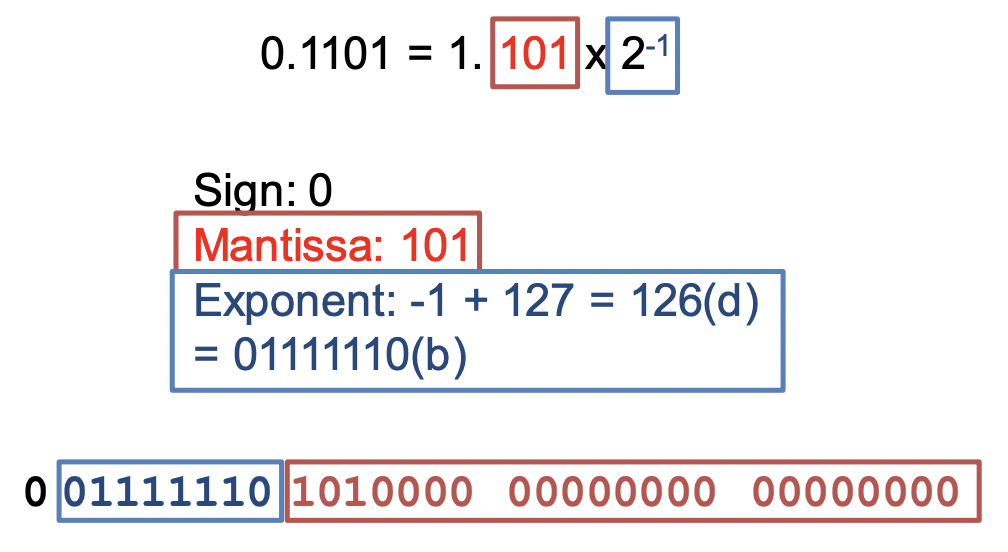 0.1101 = 1. 101 x 2-1
Sign: 0
Mantissa: 101
Exponent: -1 + 127 = 126(d)
= 01111110(b)
0 01111110 1010000 00000000 00000000